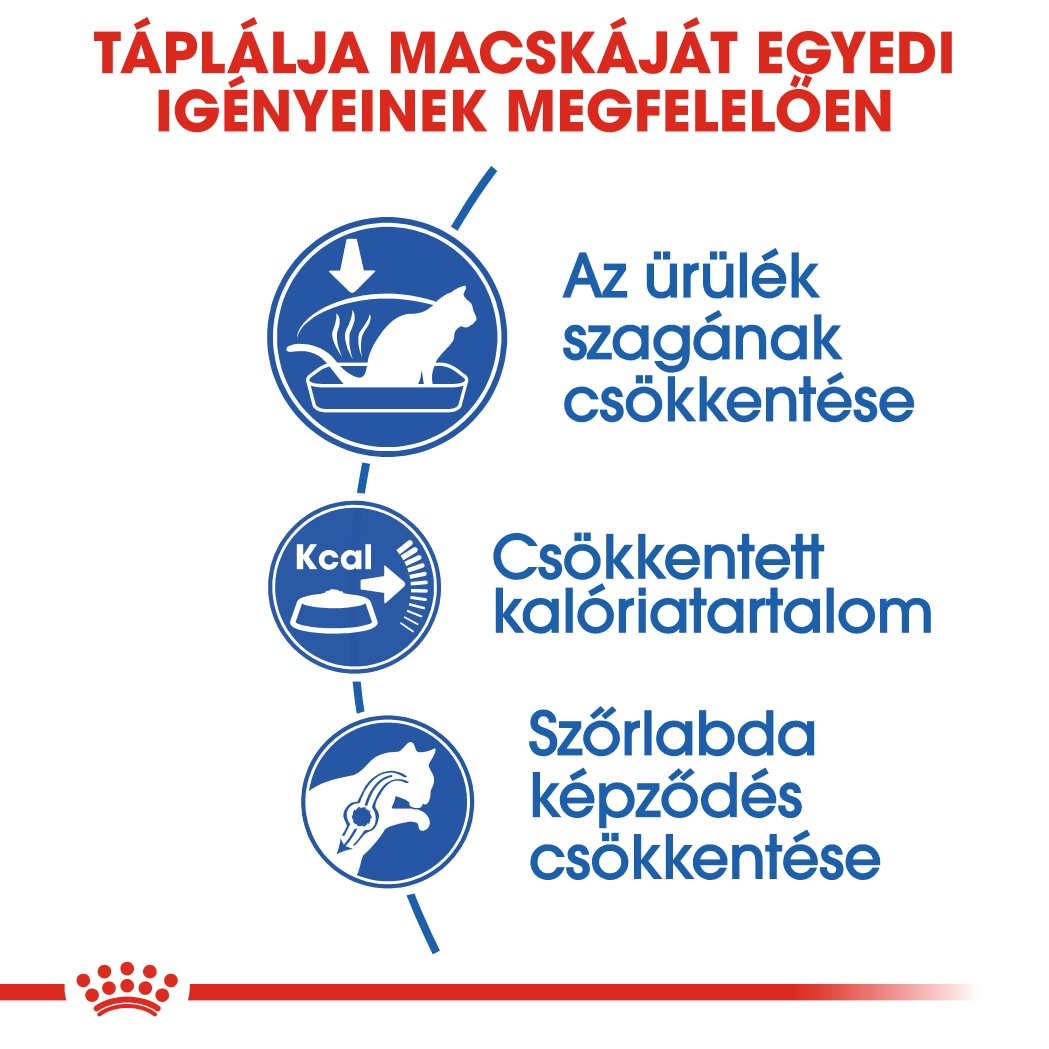 TÁPLÁLJA MACSKÁJÁT EGYEDI
IGÉNYEINEK MEGFELELŐEN
Az ürülék
szagának
csökkentése
Kcal
Csökkentett
kalóriatartalom
Szőrlabda
képződés
csökkentése